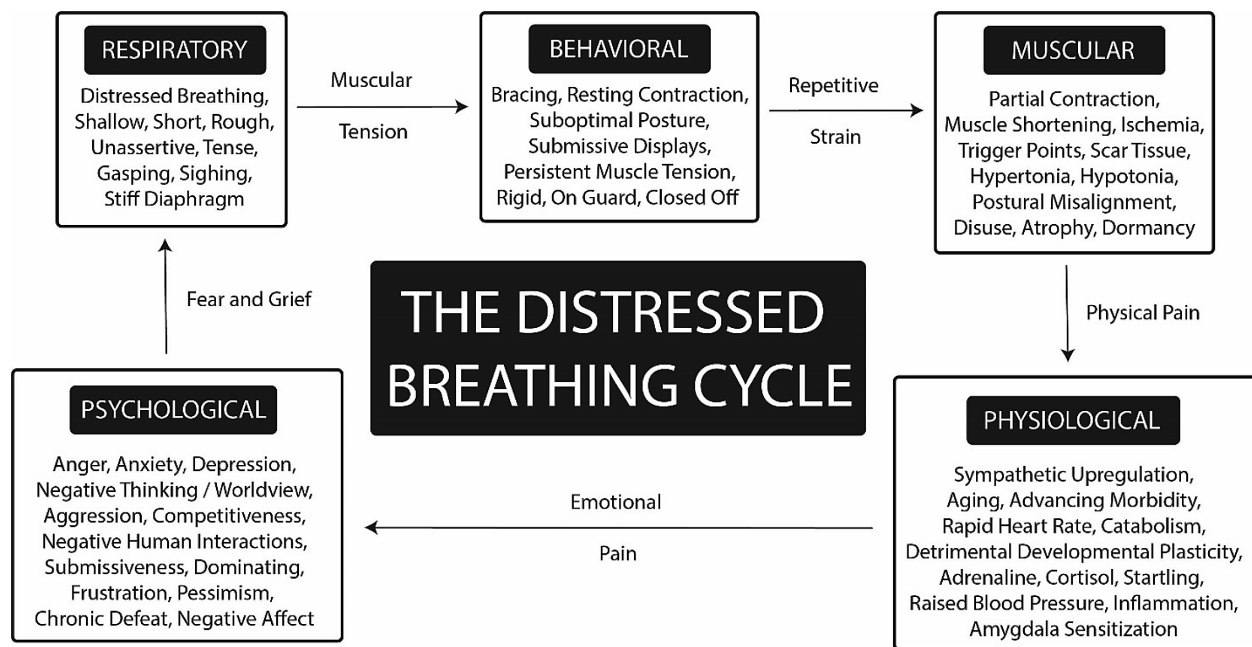 RESPIRATORY
Distressed Breathing,
Shallow, Short, Rough,
Unassertive, Tense,
Gasping, Sighing,
Stiff Diaphragm
Muscular
Tension
BEHAVIORAL
Bracing, Resting Contraction,
Suboptimal Posture,
Submissive Displays,
Persistent Muscle Tension,
Rigid, On Guard, Closed Off
Repetitive
Strain
MUSCULAR
Partial Contraction,
Muscle Shortening, Ischemia,
Trigger Points, Scar Tissue,
Hypertonia, Hypotonia,
Postural Misalignment,
Disuse, Atrophy, Dormancy
Physical Pain
PHYSIOLOGICAL
Sympathetic Upregulation,
Aging, Advancing Morbidity,
Rapid Heart Rate, Catabolism,
Detrimental Developmental Plasticity,
Adrenaline, Cortisol, Startling,
Raised Blood Pressure, Inflammation,
Amygdala Sensitization
Emotional
Pain
PSYCHOLOGICAL
Anger, Anxiety, Depression,
Negative Thinking / Worldview,
Aggression, Competitiveness,
Negative Human Interactions,
Submissiveness, Dominating,
Frustration, Pessimism,
Chronic Defeat, Negative Affect
Fear and Grief
THE DISTRESSED
BREATHING CYCLE